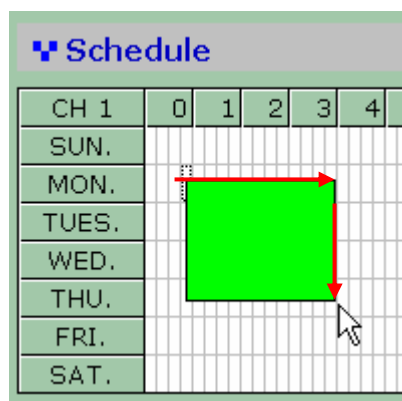 Schedule
CH 1 0 1 2 3 4
SUN.
MON.
TUES.
WED.
THU.
FRI.
SAT.